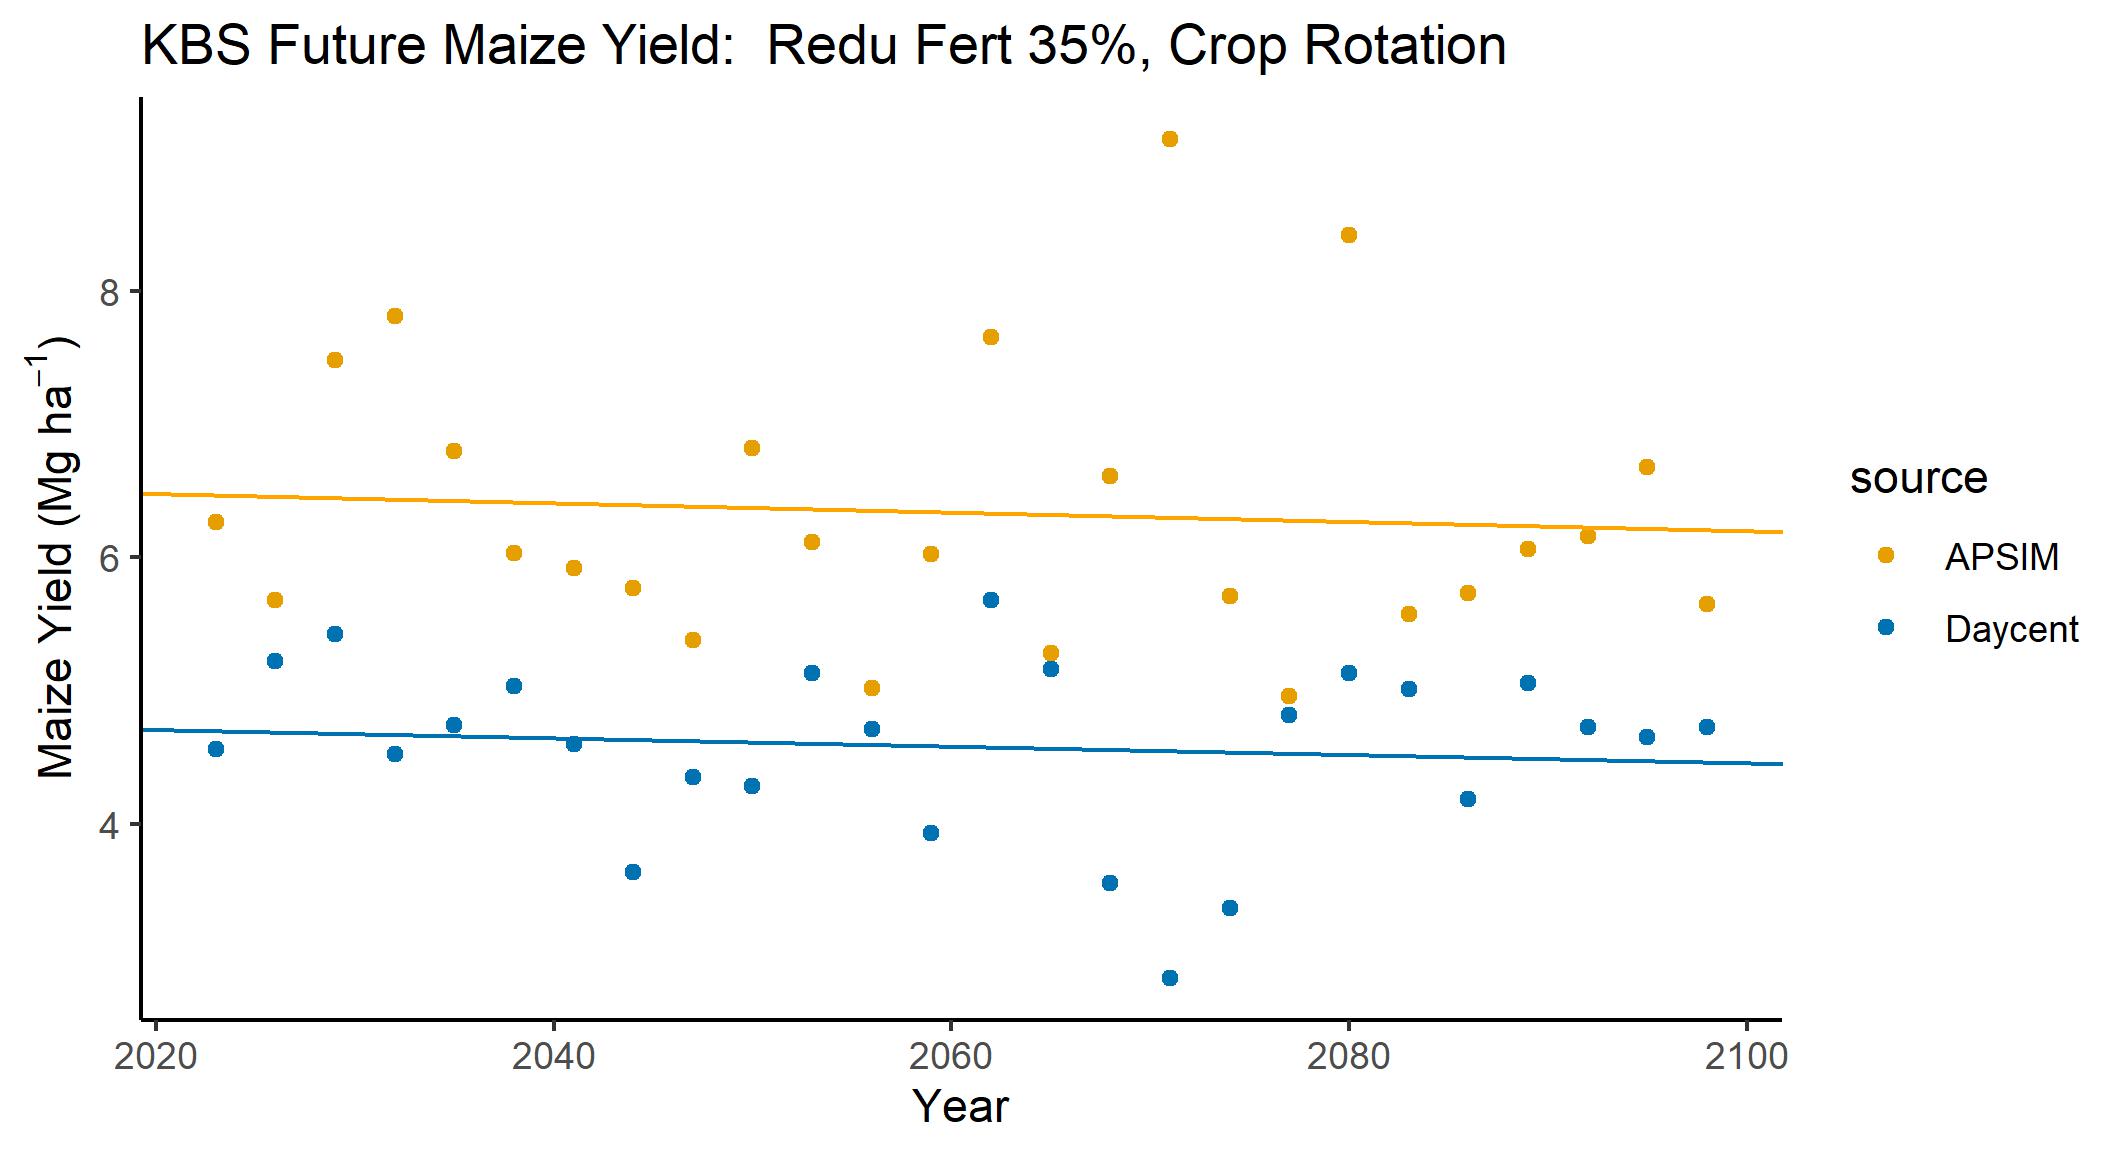 KBS Future Maize Yield:  Redu Fert 35%, Crop Rotation
Maize Yield (Mg ha⁻¹)
8
6
4
2020 2040 2060 2080 2100
Year
source
APSIM
Daycent